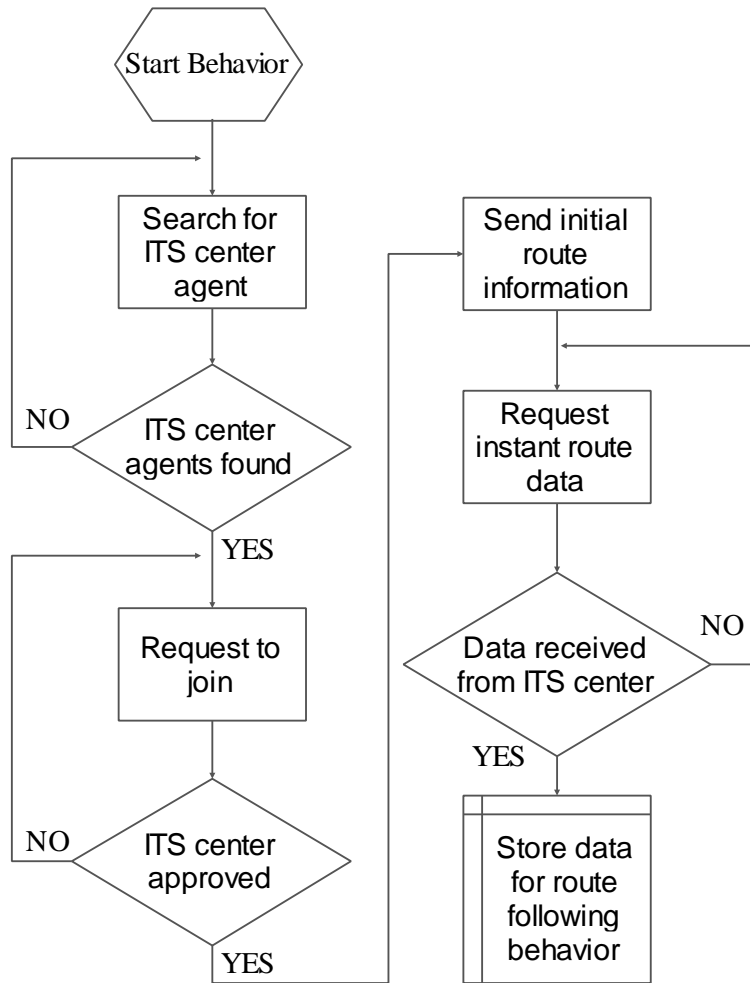 Start Behavior
Search for
ITS center
agent
NO
ITS center
agents found
YES
Request to
join
NO
ITS center
approved
YES
Send initial
route
information
Request
instant route
data
NO
Data received
from ITS center
YES
Store data
for route
following
behavior